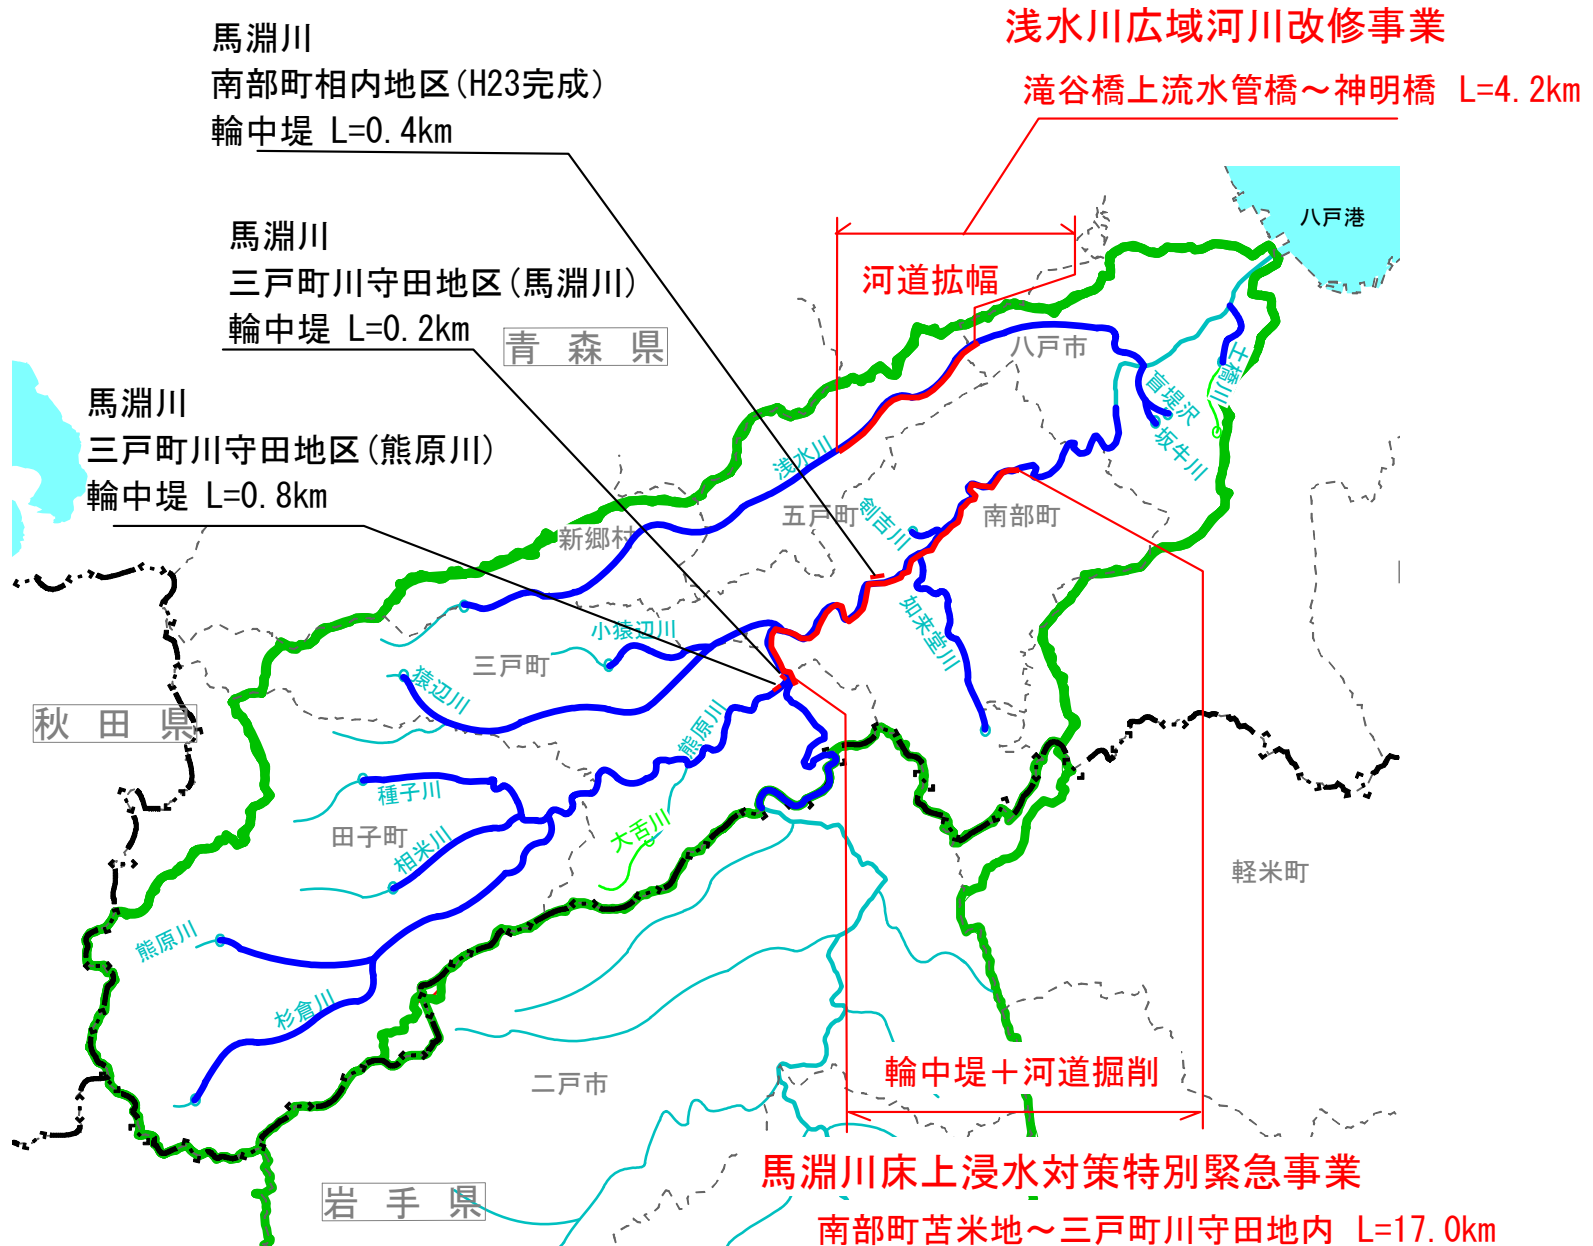 浅水川広域河川改修事業
滝谷橋上流水管橋～神明橋 L=4.2km
馬淵川
南部町相内地区(H23完成)
輪中堤 L=0.4km
馬淵川
三戸町川守田地区(馬淵川)
輪中堤 L=0.2km
馬淵川
三戸町川守田地区(熊原川)
輪中堤 L=0.8km
八戸港
河道拡幅
青森県
八戸市
土橋川
盲堤沢
坂牛川
浅水川
五戸町
剣吉川
南部町
新郷村
如来堂川
小猿辺川
三戸町
猿辺川
秋田県
熊原川
種子川
田子町
相米川
大舌川
軽米町
熊原川
杉倉川
二戸市
輪中堤＋河道掘削
岩手県
馬淵川床上浸水対策特別緊急事業
南部町苫米地～三戸町川守田地内 L=17.0km